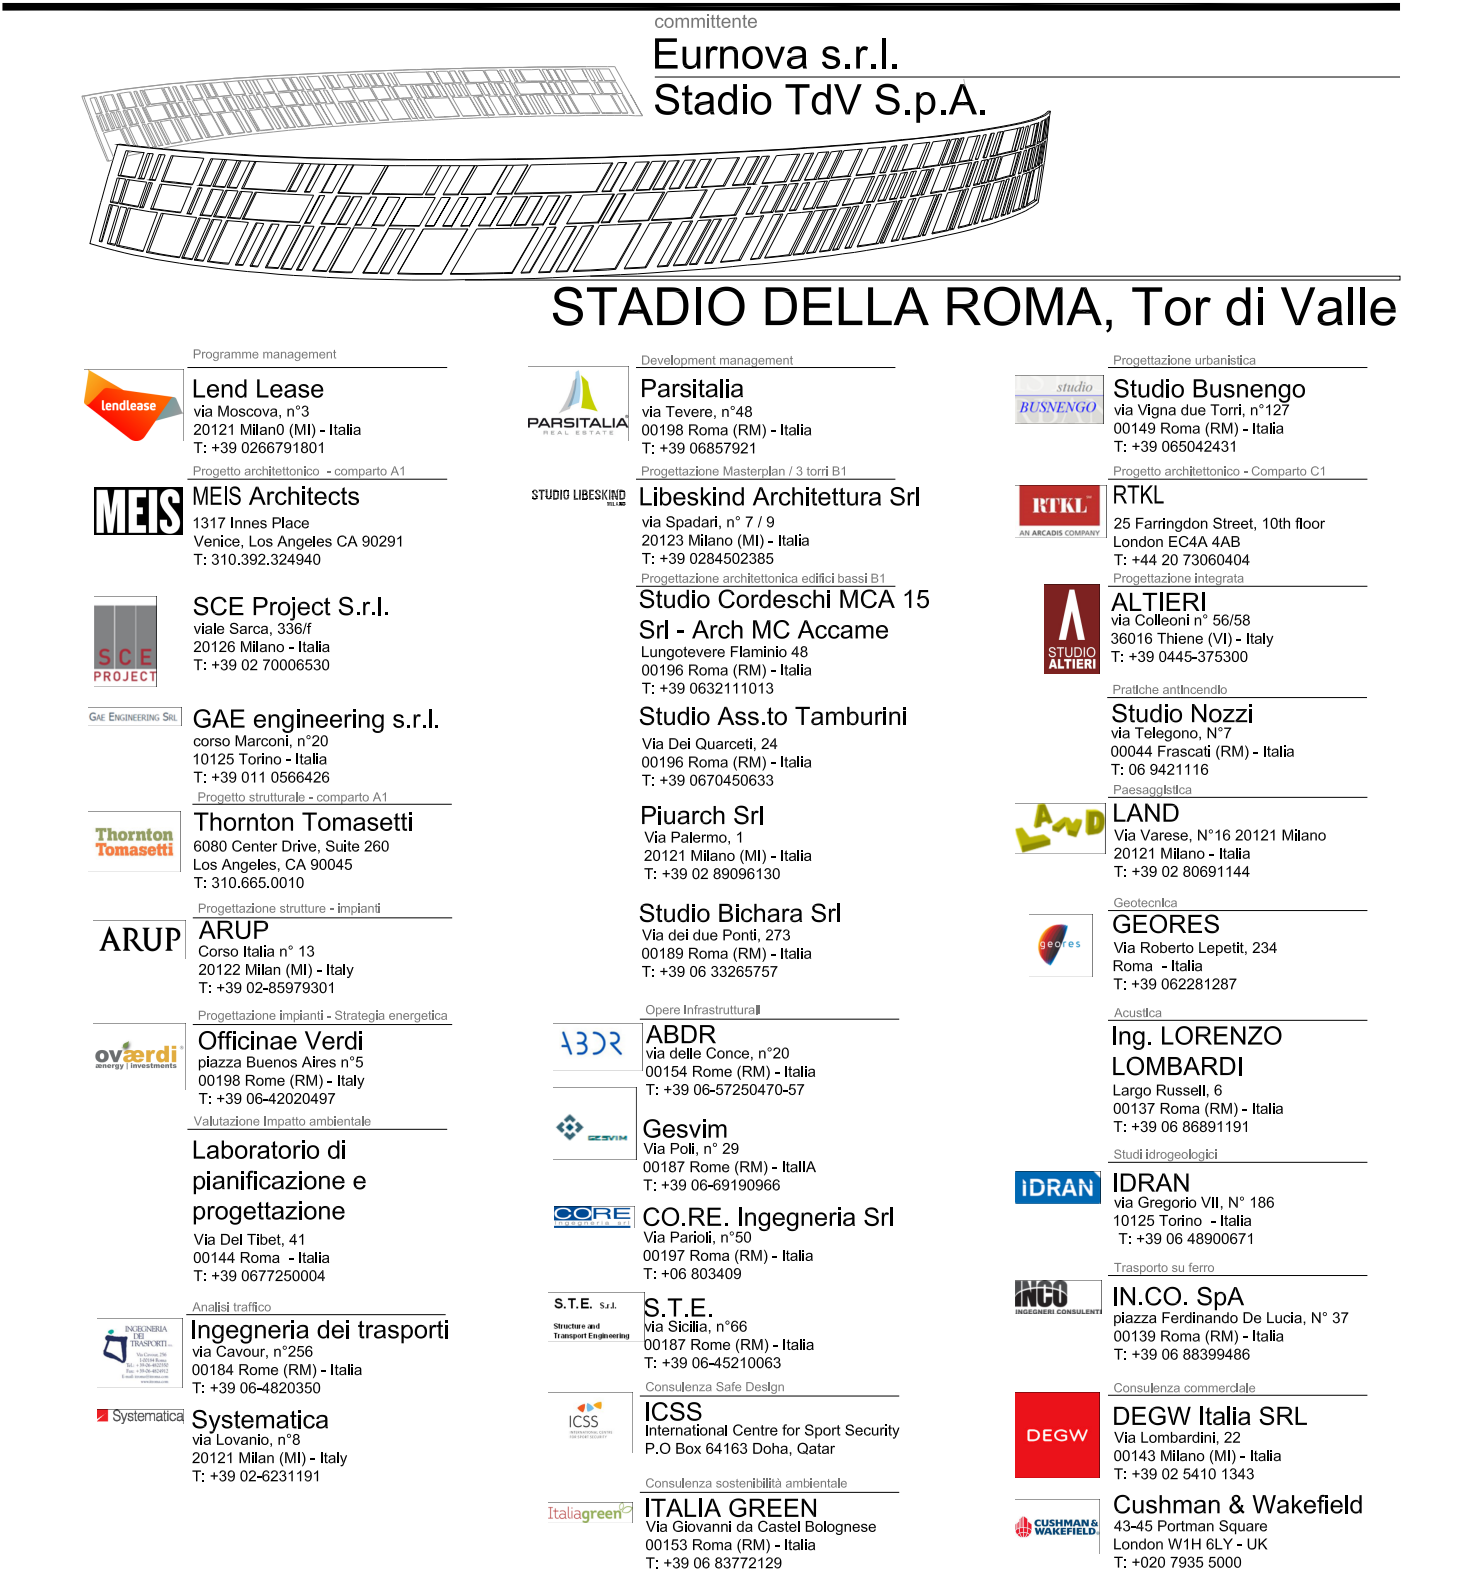 committente
Eurnova s.r.l.
Stadio TdV S.p.A.
STADIO DELLA ROMA, Tor di Valle
Programme management
lendlease
Lend Lease
via Moscova, n°3
20121 Milan0 (MI) - Italia
T: +39 0266791801
Progetto architettonico - comparto A1
MEIS
MEIS Architects
1317 Innes Place
Venice, Los Angeles CA 90291
T: 310.392.324940
SCE
PROJECT
SCE Project S.r.l.
viale Sarca, 336/f
20126 Milano - Italia
T: +39 02 70006530
GAE ENGINEERING SRL
GAE engineering s.r.l.
corso Marconi, n°20
10125 Torino - Italia
T: +39 011 0566426
Progetto strutturale - comparto A1
Thornton
Tomasetti
Thornton Tomasetti
6080 Center Drive, Suite 260
Los Angeles, CA 90045
T: 310.665.0010
Progettazione strutture - impianti
ARUP
ARUP
Corso Italia n° 13
20122 Milan (MI) - Italy
T: +39 02-85979301
Progettazione impianti - Strategia energetica
oværdi
ænergy | investments
Officinae Verdi
piazza Buenos Aires n°5
00198 Rome (RM) - Italy
T: +39 06-42020497
Valutazione Impatto ambientale
Laboratorio di
pianificazione e
progettazione
Via Del Tibet, 41
00144 Roma - Italia
T: +39 0677250004
Analisi traffico
INGEGNERIA
DEI
TRASPORTI
Ingegneria dei trasporti
via Cavour, n°256
00184 Rome (RM) - Italia
T: +39 06-4820350
Systematica
Systematica
via Lovanio, n°8
20121 Milan (MI) - Italy
T: +39 02-6231191
Development management
PARSITALIA
REAL ESTATE
Parsitalia
via Tevere, n°48
00198 Roma (RM) - Italia
T: +39 06857921
Progettazione Masterplan / 3 torri B1
STUDIO LIBESKIND
MILANO
Libeskind Architettura Srl
via Spadari, n° 7 / 9
20123 Milano (MI) - Italia
T: +39 0284502385
Progettazione architettonica edifici bassi B1
Studio Cordeschi MCA 15
Srl - Arch MC Accame
Lungotevere Flaminio 48
00196 Roma (RM) - Italia
T: +39 0632111013
Studio Ass.to Tamburini
Via Dei Quarceti, 24
00196 Roma (RM) - Italia
T: +39 0670450633
Piuarch Srl
Via Palermo, 1
20121 Milano (MI) - Italia
T: +39 02 89096130
Studio Bichara Srl
Via dei due Ponti, 273
00189 Roma (RM) - Italia
T: +39 06 33265757
Opere Infrastrutturali
ABDR
ABDR
via delle Conce, n°20
00154 Rome (RM) - Italia
T: +39 06-57250470-57
GESVIM
Gesvim
Via Poli, n° 29
00187 Rome (RM) - ItalIA
T: +39 06-69190966
CORE
ingegneria srl
CO.RE. Ingegneria Srl
Via Parioli, n°50
00197 Roma (RM) - Italia
T: +06 803409
S.T.E. S.r.l.
Structure and
Transport Engineering
S.T.E.
via Sicilia, n°66
00187 Rome (RM) - Italia
T: +39 06-45210063
Consulenza Safe Design
ICSS
INTERNATIONAL CENTRE
FOR SPORT SECURITY
ICSS
International Centre for Sport Security
P.O Box 64163 Doha, Qatar
Consulenza sostenibilità ambientale
Italiagreen
ITALIA GREEN
Via Giovanni da Castel Bolognese
00153 Roma (RM) - Italia
T: +39 06 83772129
Progettazione urbanistica
studio
BUSNENGO
Studio Busnengo
via Vigna due Torri, n°127
00149 Roma (RM) - Italia
T: +39 065042431
Progetto architettonico - Comparto C1
RTKL
AN ARCADIS COMPANY
RTKL
25 Farringdon Street, 10th floor
London EC4A 4AB
T: +44 20 73060404
Progettazione integrata
STUDIO
ALTIERI
ALTIERI
via Colleoni n° 56/58
36016 Thiene (VI) - Italy
T: +39 0445-375300
Pratiche antincendio
Studio Nozzi
via Telegono, N°7
00044 Frascati (RM) - Italia
T: 06 9421116
Paesaggistica
LAND
LAND
Via Varese, N°16 20121 Milano
20121 Milano - Italia
T: +39 02 80691144
Geotecnica
geores
GEORES
Via Roberto Lepetit, 234
Roma - Italia
T: +39 062281287
Acustica
Ing. LORENZO
LOMBARDI
Largo Russell, 6
00137 Roma (RM) - Italia
T: +39 06 86891191
Studi idrogeologici
IDRAN
IDRAN
via Gregorio VII, N° 186
10125 Torino - Italia
T: +39 06 48900671
Trasporto su ferro
INCO
INGEGNERI CONSULENTI
IN.CO. SpA
piazza Ferdinando De Lucia, N° 37
00139 Roma (RM) - Italia
T: +39 06 88399486
Consulenza commerciale
DEGW
DEGW Italia SRL
Via Lombardini, 22
00143 Milano (MI) - Italia
T: +39 02 5410 1343
CUSHMAN &
WAKEFIELD.
Cushman & Wakefield
43-45 Portman Square
London W1H 6LY - UK
T: +020 7935 5000